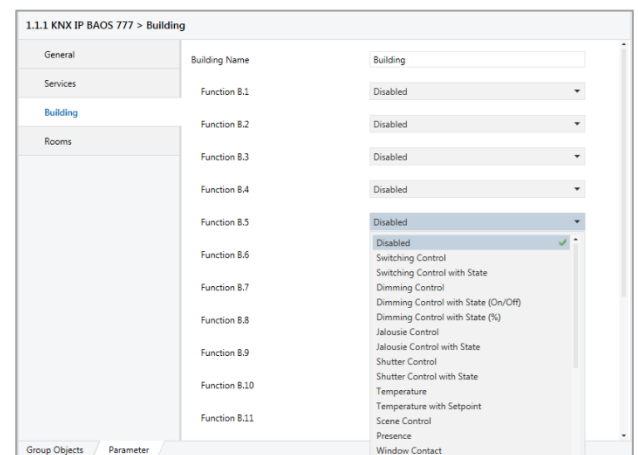 1.1.1 KNX IP BAOS 777 > Building
General
Services
Building
Rooms
Building Name Building
Function B.1 Disabled
Function B.2 Disabled
Function B.3 Disabled
Function B.4 Disabled
Function B.5 Disabled
Function B.6
Function B.7
Function B.8
Function B.9
Function B.10
Function B.11
Disabled
Switching Control
Switching Control with State
Dimming Control
Dimming Control with State (On/Off)
Dimming Control with State (%)
Jalousie Control
Jalousie Control with State
Shutter Control
Shutter Control with State
Temperature
Temperature with Setpoint
Scene Control
Presence
Window Contact
Group Objects Parameter